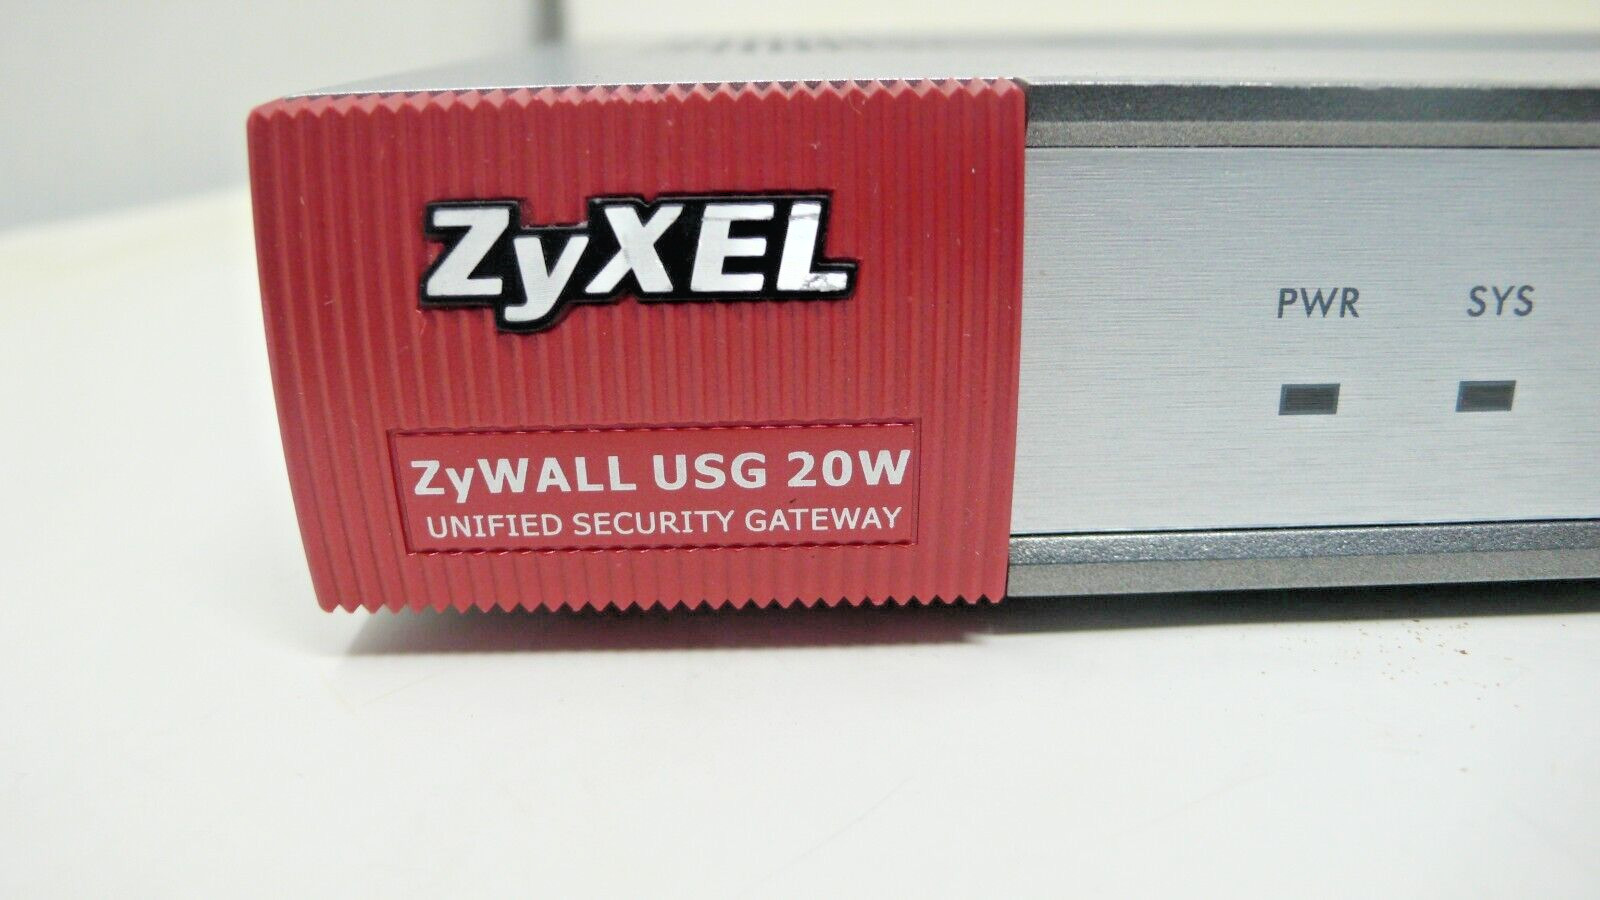 ZyXEL
ZyWALL USG 20W
UNIFIED SECURITY GATEWAY
PWR SYS